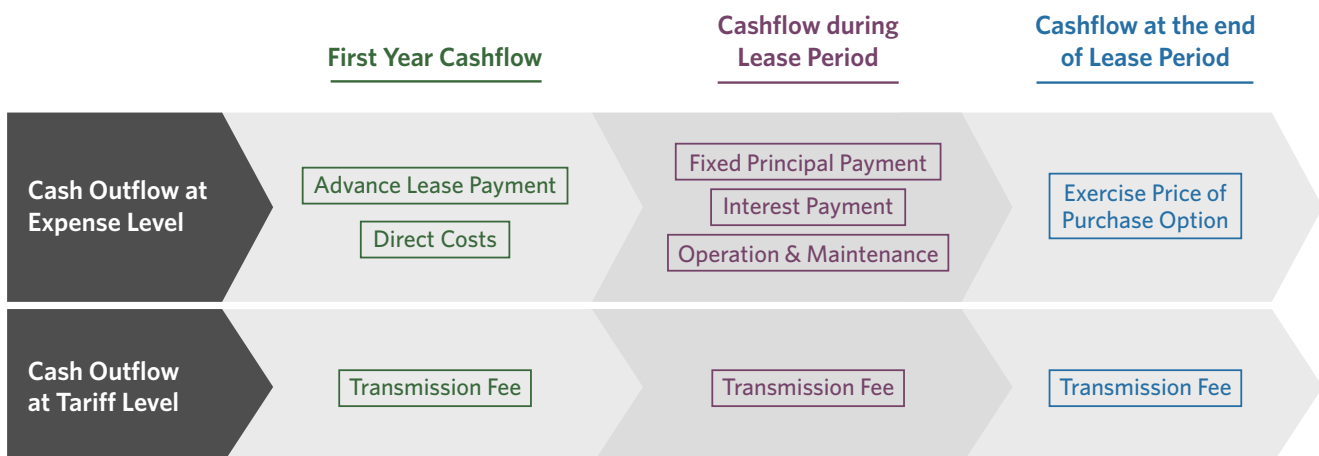 First Year Cashflow
Cashflow during
Lease Period
Cashflow at the end
of Lease Period
Cash Outflow at
Expense Level
Advance Lease Payment
Direct Costs
Fixed Principal Payment
Interest Payment
Operation & Maintenance
Exercise Price of
Purchase Option
Cash Outflow
at Tariff Level
Transmission Fee
Transmission Fee
Transmission Fee